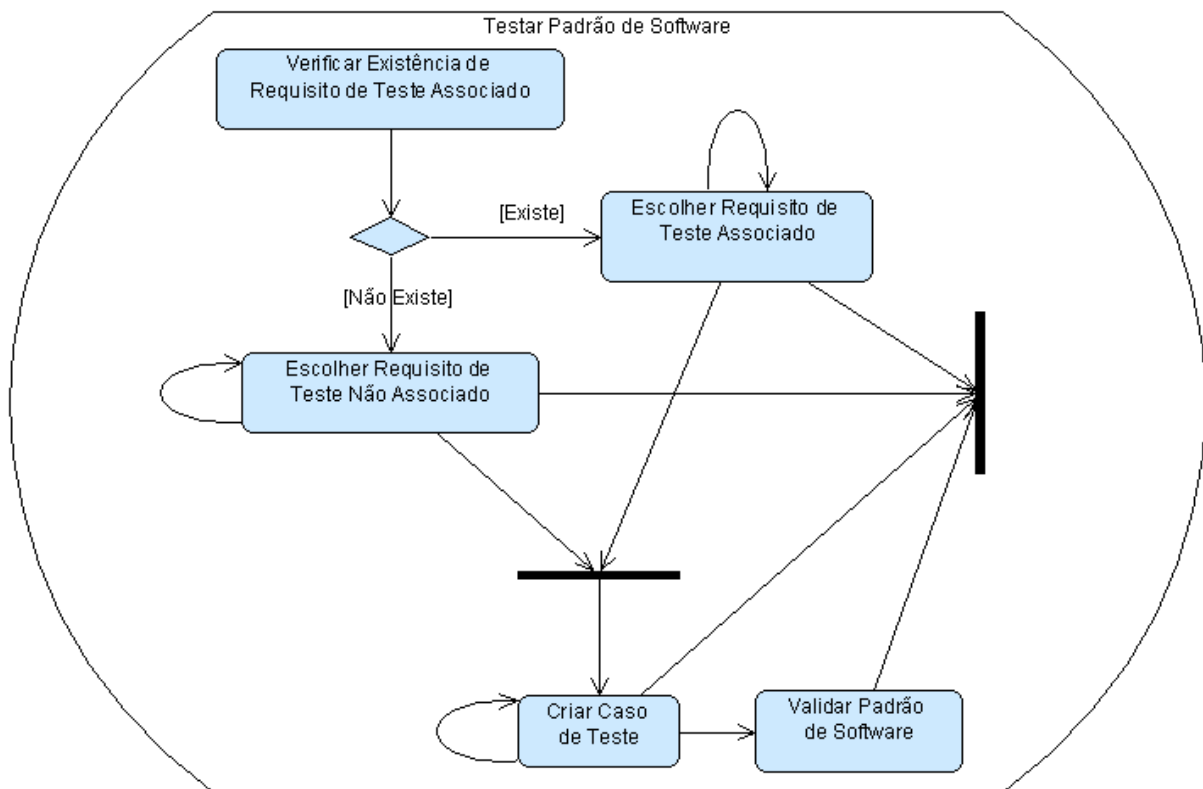 Testar Padrão de Software
Verificar Existência de
Requisito de Teste Associado
[Existe]
Escolher Requisito de
Teste Associado
[Não Existe]
Escolher Requisito de
Teste Não Associado
Criar Caso
de Teste
Validar Padrão
de Software